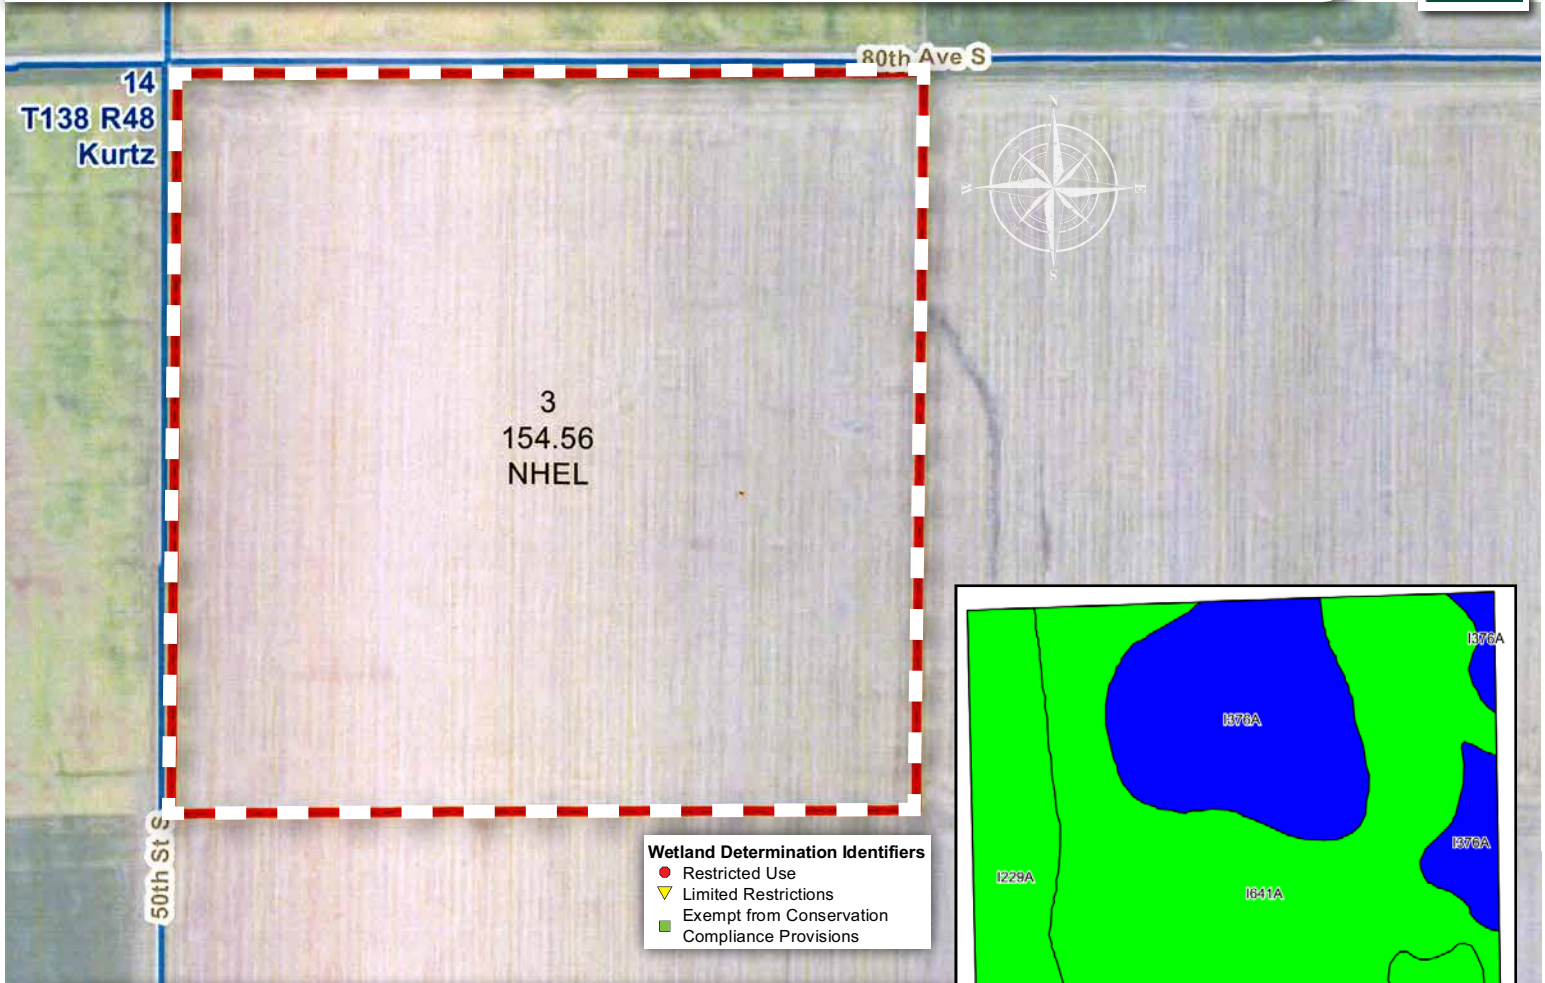 80th Ave S
14
T138 R48
Kurtz
N
W
E
S
3
154.56
NHEL
50th St S
Wetland Determination Identifiers
Restricted Use
Limited Restrictions
Exempt from Conservation
Compliance Provisions
I376A
I376A
I376A
I229A
I641A